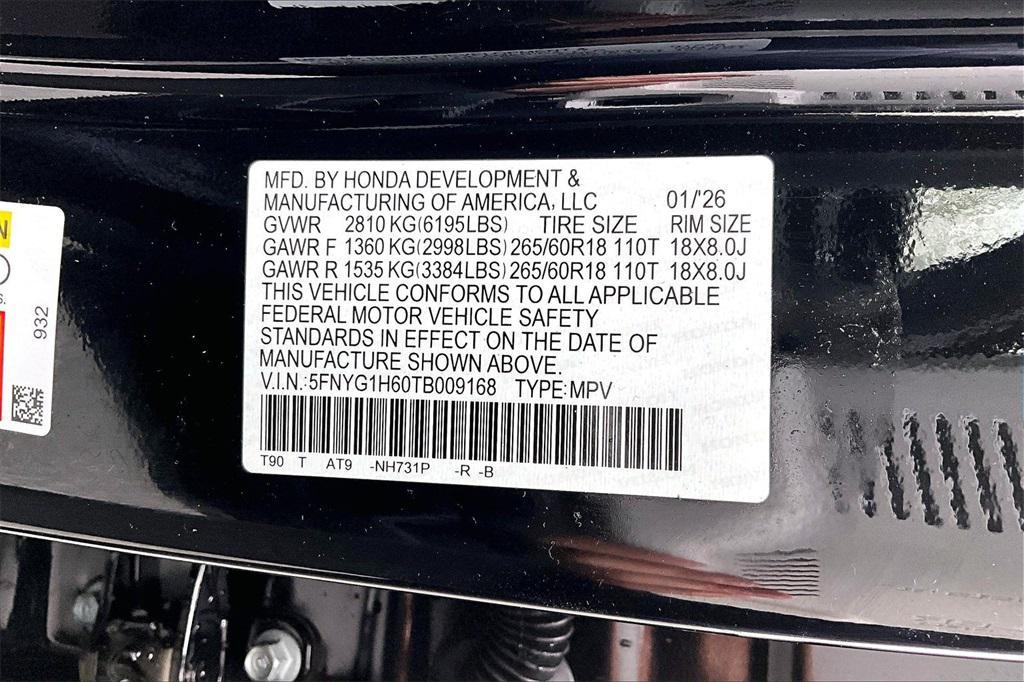 MFD. BY HONDA DEVELOPMENT &
MANUFACTURING OF AMERICA, LLC 01/'26
GVWR 2810 KG(6195LBS) TIRE SIZE RIM SIZE
GAWR F 1360 KG(2998LBS) 265/60R18 110T 18X8.0J
GAWR R 1535 KG(3384LBS) 265/60R18 110T 18X8.0J
THIS VEHICLE CONFORMS TO ALL APPLICABLE
FEDERAL MOTOR VEHICLE SAFETY
STANDARDS IN EFFECT ON THE DATE OF
MANUFACTURE SHOWN ABOVE.
V.I.N.:5FNYG1H60TB009168 TYPE:MPV
T90 T AT9 -NH731P -R -B
N
S.
932